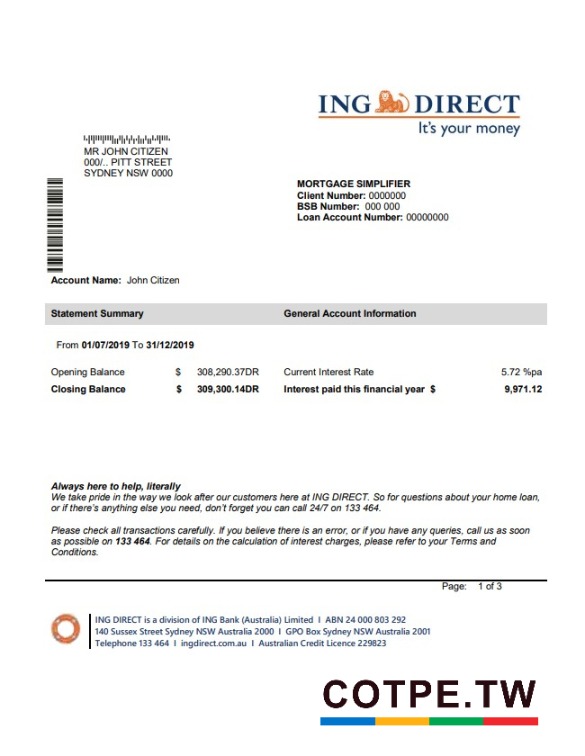 ING DIRECT
It's your money
MR JOHN CITIZEN
000/.. PITT STREET
SYDNEY NSW 0000
MORTGAGE SIMPLIFIER
Client Number: 0000000
BSB Number: 000 000
Loan Account Number: 00000000
Account Name: John Citizen
Statement Summary General Account Information
From 01/07/2019 To 31/12/2019
Opening Balance $ 308,290.37DR Current Interest Rate 5.72 %pa
Closing Balance $ 309,300.14DR Interest paid this financial year $ 9,971.12
Always here to help, literally
We take pride in the way we look after our customers here at ING DIRECT. So for questions about your home loan,
or if there's anything else you need, don't forget you can call 24/7 on 133 464.
Please check all transactions carefully. If you believe there is an error, or if you have any queries, call us as soon
as possible on 133 464. For details on the calculation of interest charges, please refer to your Terms and
Conditions.
Page: 1 of 3
ING DIRECT is a division of ING Bank (Australia) Limited I ABN 24 000 803 292
140 Sussex Street Sydney NSW Australia 2000 I GPO Box Sydney NSW Australia 2001
Telephone 133 464 I ingdirect.com.au I Australian Credit Licence 229823
COTPE.TW